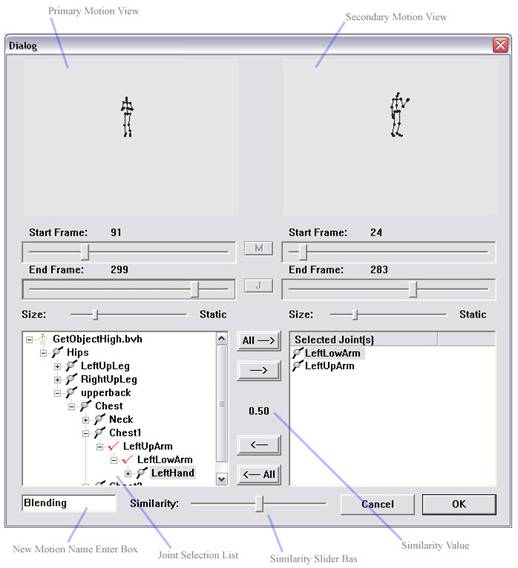 Primary Motion View
Secondary Motion View
Dialog
Start Frame: 91
M
Start Frame: 24
End Frame: 299
J
End Frame: 283
Size: Static
Size: Static
GetObjectHigh.bvh
Hips
LeftUpLeg
RightUpLeg
upperback
Chest
Neck
Chest1
LeftUpArm
LeftLowArm
LeftHand
All -->
-->
0.50
<--
<-- All
Selected Joint(s)
LeftLowArm
LeftUpArm
Blending
Similarity:
Cancel
OK
New Motion Name Enter Box
Joint Selection List
Similarity Slider Bas
Similarity Value